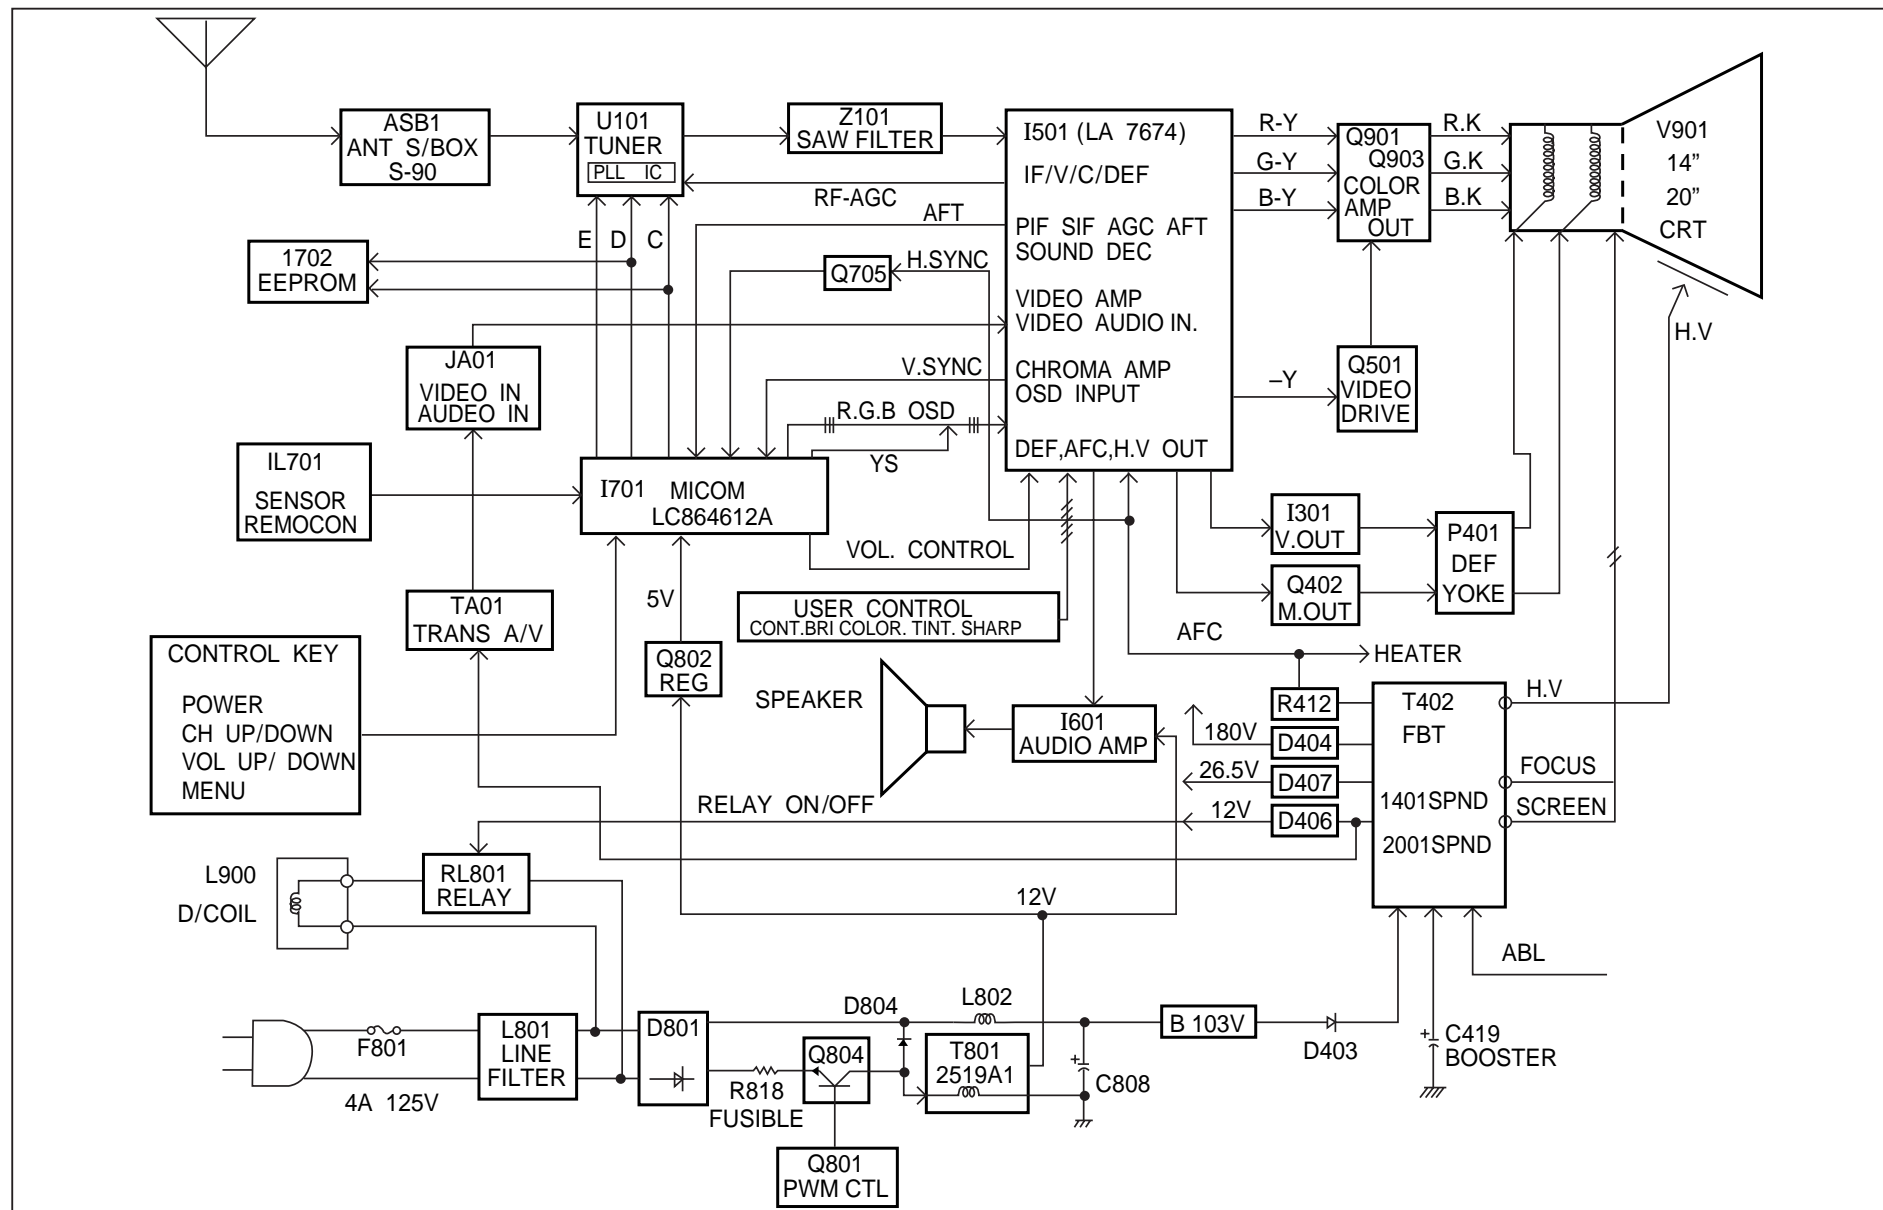 ASB1
ANT S/BOX
S-90
U101
TUNER
PLL IC
Z101
SAW FILTER
I501 (LA 7674)
IF/V/C/DEF
PIF SIF AGC AFT
SOUND DEC
VIDEO AMP
VIDEO AUDIO IN.
CHROMA AMP
OSD INPUT
DEF,AFC,H.V OUT
R-Y
G-Y
B-Y
Q901
Q903
COLOR
AMP
OUT
R.K
G.K
B.K
V901
14”
20”
CRT
RF-AGC
AFT
E D C
1702
EEPROM
Q705
H.SYNC
H.V
JA01
VIDEO IN
AUDEO IN
V.SYNC
–Y
Q501
VIDEO
DRIVE
R.G.B OSD
YS
IL701
SENSOR
REMOCON
I701 MICOM
LC864612A
VOL. CONTROL
I301
V.OUT
P401
DEF
YOKE
Q402
M.OUT
5V
USER CONTROL
CONT.BRI COLOR. TINT. SHARP
TA01
TRANS A/V
AFC
HEATER
CONTROL KEY
POWER
CH UP/DOWN
VOL UP/ DOWN
MENU
Q802
REG
SPEAKER
I601
AUDIO AMP
R412
180V
D404
26.5V
D407
12V
D406
T402
FBT
1401SPND
2001SPND
H.V
FOCUS
SCREEN
RELAY ON/OFF
L900
D/COIL
RL801
RELAY
12V
ABL
F801
4A 125V
L801
LINE
FILTER
D801
D804
L802
R818
FUSIBLE
Q804
T801
2519A1
+
C808
B 103V
D403
+
C419
BOOSTER
Q801
PWM CTL